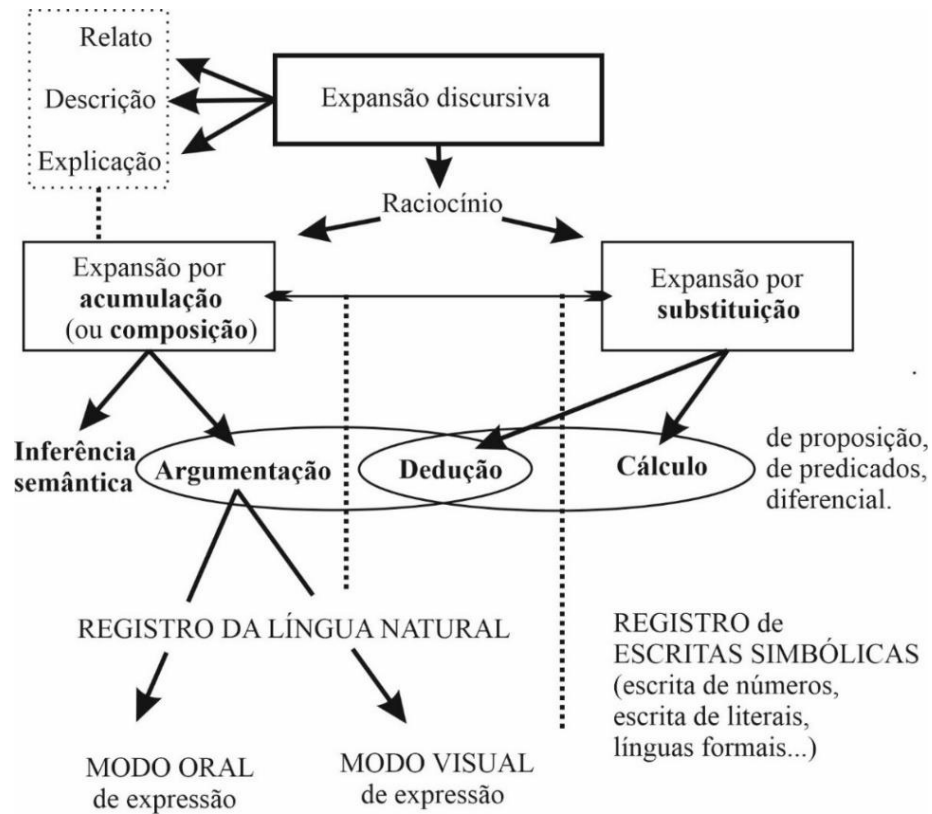 Relato
Descrição
Explicação
Expansão discursiva
Raciocínio
Expansão por
acumulação
(ou composição)
Expansão por
substituição
Inferência
semântica
Argumentação
Dedução
Cálculo
de proposição,
de predicados,
diferencial.
REGISTRO DA LÍNGUA NATURAL
REGISTRO de
ESCRITAS SIMBÓLICAS
(escrita de números,
escrita de literais,
línguas formais...)
MODO ORAL
de expressão
MODO VISUAL
de expressão